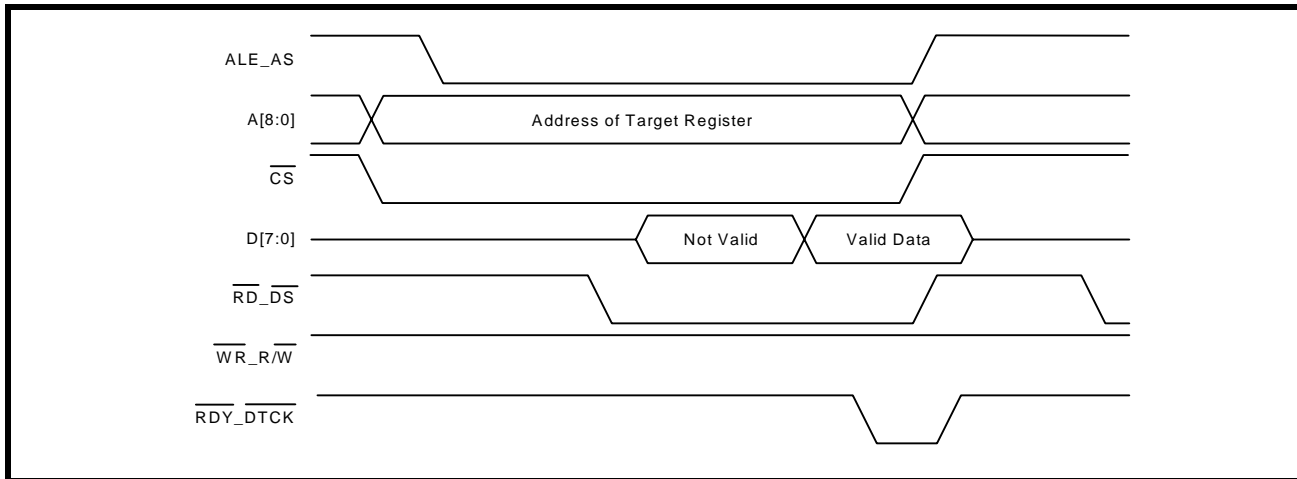 ALE_AS
A[8:0]
Address of Target Register
CS
D[7:0]
Not Valid
Valid Data
RD_DS
WR_R/W
RDY_DTCK